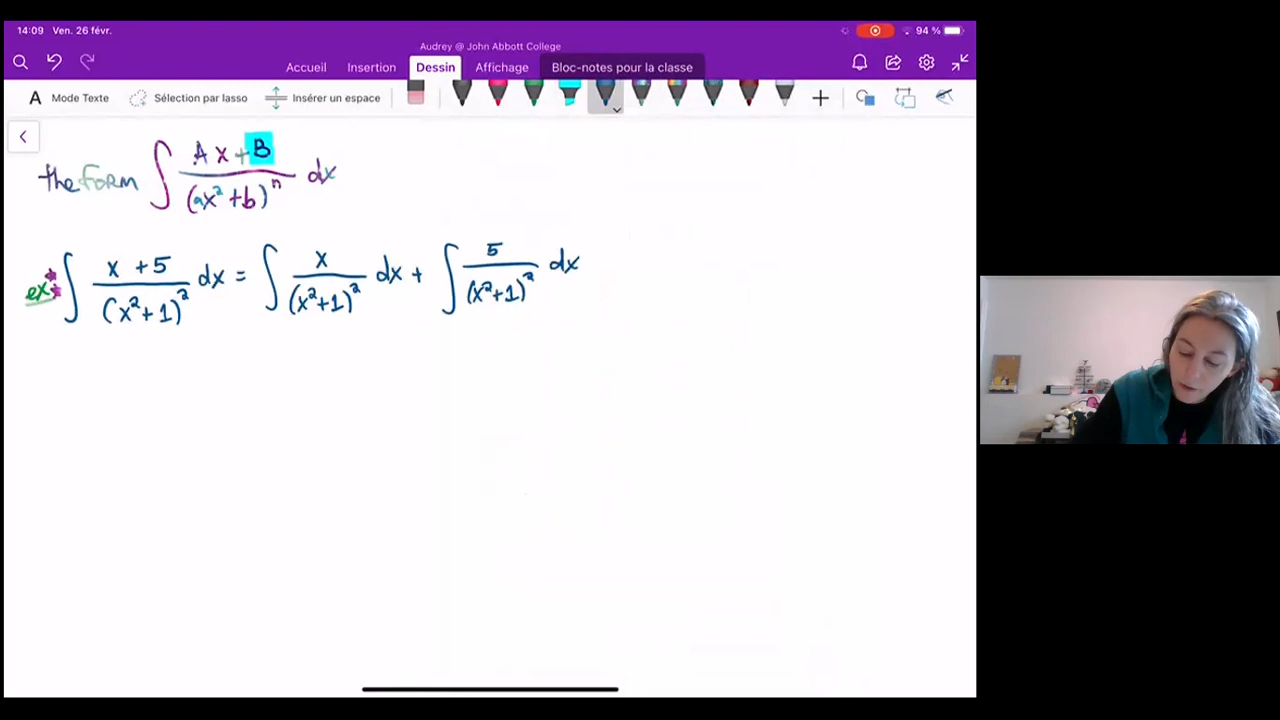 14:09 Ven. 26 févr. 94 %
Audrey @ John Abbott College
Accueil Insertion Dessin Affichage Bloc-notes pour la classe
A Mode Texte Sélection par lasso Insérer un espace
the form ∫ (Ax + B)/(ax² + b)ⁿ dx
ex: ∫ (x + 5)/(x² + 1)² dx = ∫ x/(x² + 1)² dx + ∫ 5/(x² + 1)² dx